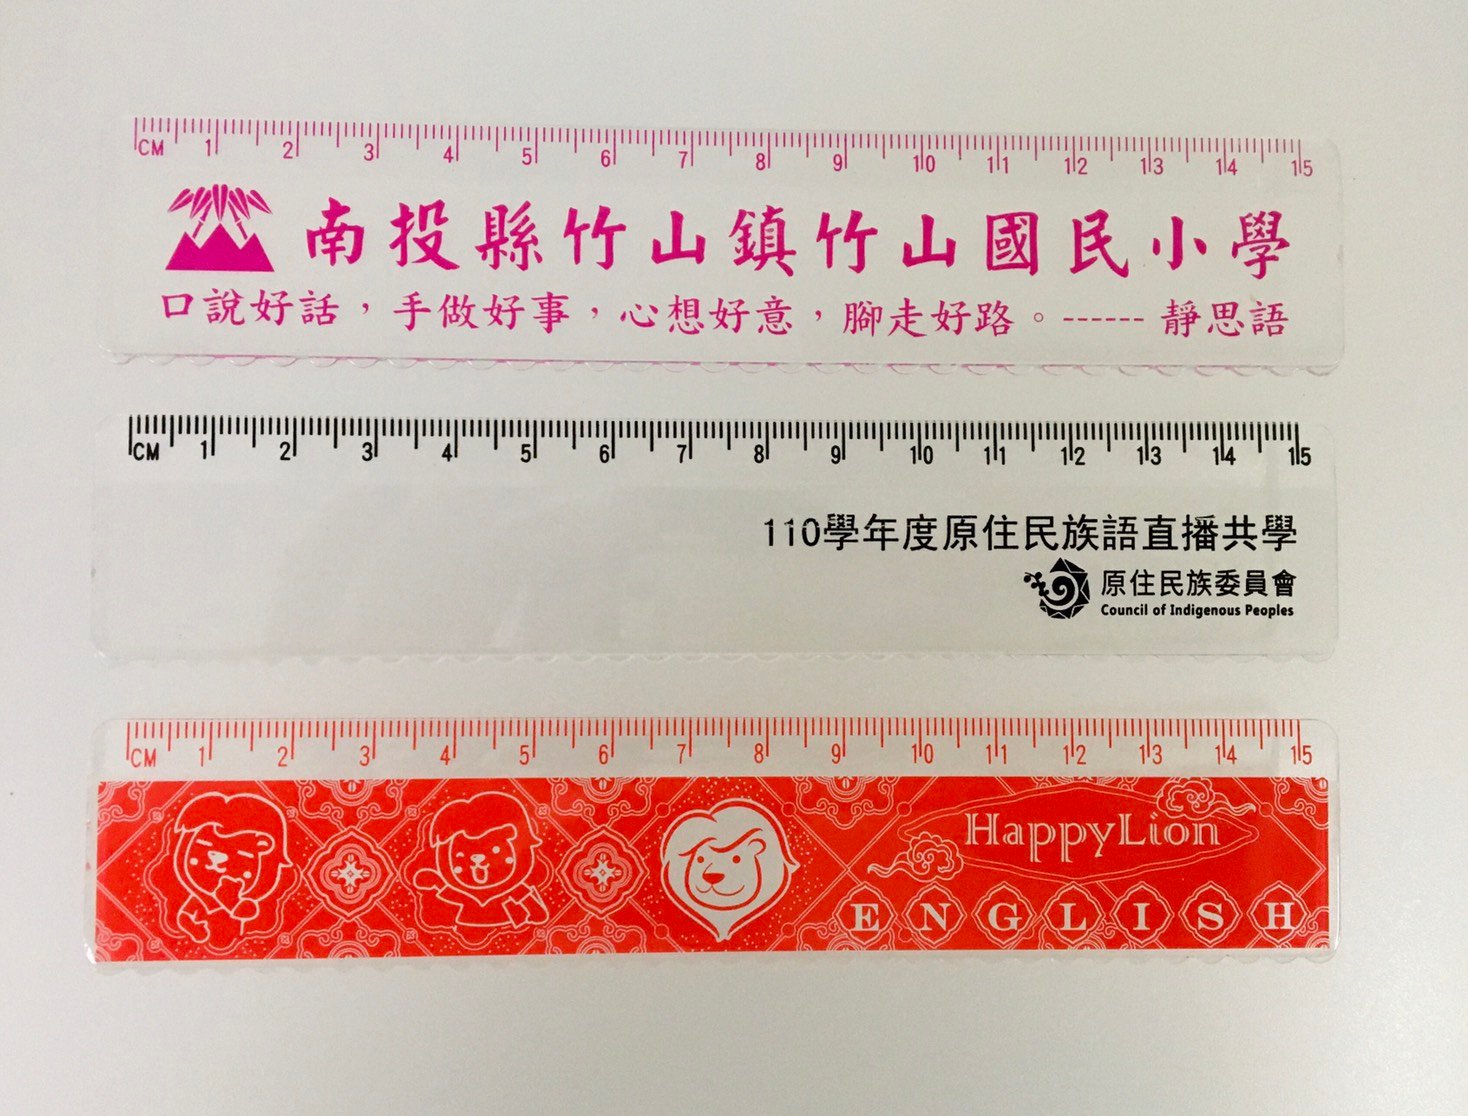 CM 1 2 3 4 5 6 7 8 9 10 11 12 13 14 15
南投縣竹山鎮竹山國民小學
口說好話，手做好事，心想好意，腳走好路。------ 靜思語
CM 1 2 3 4 5 6 7 8 9 10 11 12 13 14 15
110學年度原住民族語直播共學
原住民族委員會
Council of Indigenous Peoples
CM 1 2 3 4 5 6 7 8 9 10 11 12 13 14 15
HappyLion
ENGLISH